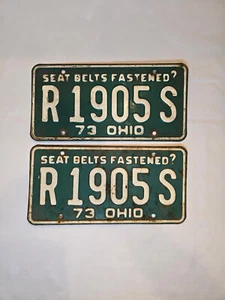 SEAT BELTS FASTENED?
R 1905 S
73 OHIO
SEAT BELTS FASTENED?
R 1905 S
73 OHIO